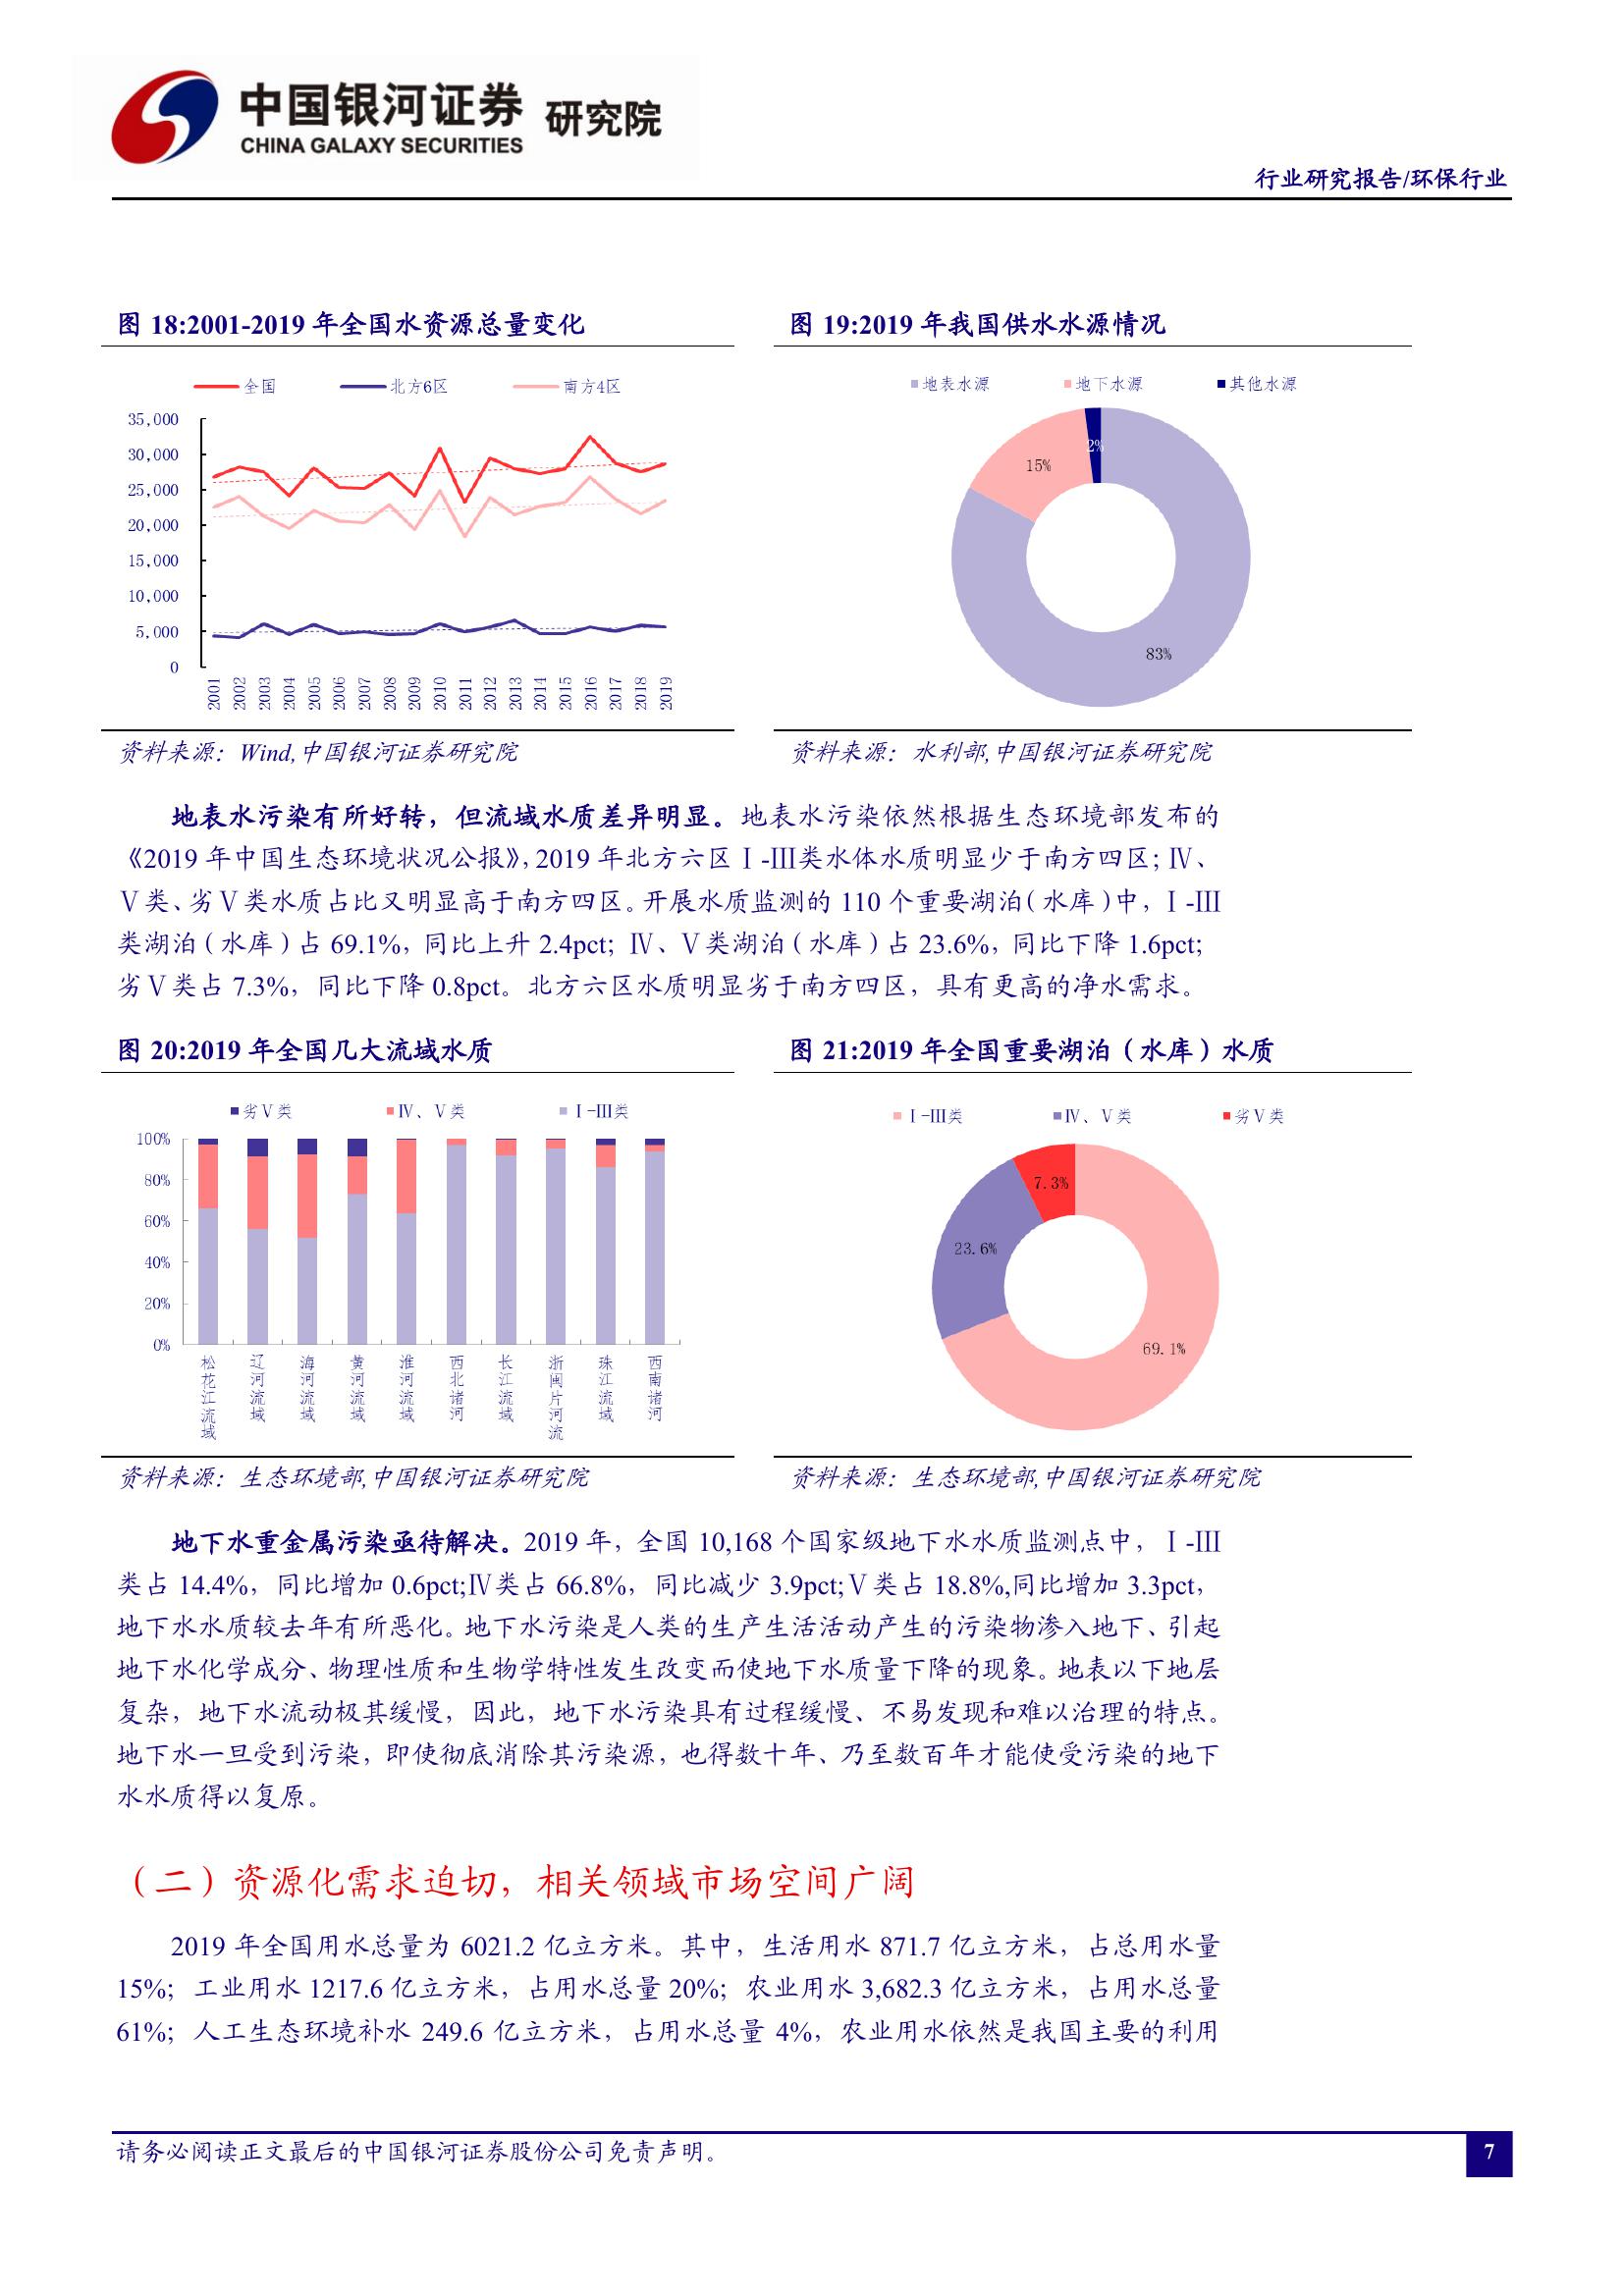 中国银河证券 研究院
CHINA GALAXY SECURITIES
行业研究报告/环保行业
图 18:2001-2019 年全国水资源总量变化
全国 北方6区 南方4区
35,000
30,000
25,000
20,000
15,000
10,000
5,000
0
2001 2002 2003 2004 2005 2006 2007 2008 2009 2010 2011 2012 2013 2014 2015 2016 2017 2018 2019
资料来源：Wind,中国银河证券研究院
图 19:2019 年我国供水水源情况
地表水源 地下水源 其他水源
2%
15%
83%
资料来源：水利部,中国银河证券研究院
地表水污染有所好转，但流域水质差异明显。地表水污染依然根据生态环境部发布的
《2019 年中国生态环境状况公报》，2019 年北方六区Ⅰ-Ⅲ类水体水质明显少于南方四区；Ⅳ、
Ⅴ类、劣Ⅴ类水质占比又明显高于南方四区。开展水质监测的 110 个重要湖泊（水库）中，Ⅰ-Ⅲ
类湖泊（水库）占 69.1%，同比上升 2.4pct；Ⅳ、Ⅴ类湖泊（水库）占 23.6%，同比下降 1.6pct；
劣Ⅴ类占 7.3%，同比下降 0.8pct。北方六区水质明显劣于南方四区，具有更高的净水需求。
图 20:2019 年全国几大流域水质
劣Ⅴ类 Ⅳ、Ⅴ类 Ⅰ-Ⅲ类
100%
80%
60%
40%
20%
0%
松花江流域 辽河流域 海河流域 黄河流域 淮河流域 西北诸河 长江流域 浙闽片河流 珠江流域 西南诸河
资料来源：生态环境部,中国银河证券研究院
图 21:2019 年全国重要湖泊（水库）水质
Ⅰ-Ⅲ类 Ⅳ、Ⅴ类 劣Ⅴ类
7.3%
23.6%
69.1%
资料来源：生态环境部,中国银河证券研究院
地下水重金属污染亟待解决。2019 年，全国 10,168 个国家级地下水水质监测点中，Ⅰ-Ⅲ
类占 14.4%，同比增加 0.6pct;Ⅳ类占 66.8%，同比减少 3.9pct;Ⅴ类占 18.8%,同比增加 3.3pct，
地下水水质较去年有所恶化。地下水污染是人类的生产生活活动产生的污染物渗入地下、引起
地下水化学成分、物理性质和生物学特性发生改变而使地下水质量下降的现象。地表以下地层
复杂，地下水流动极其缓慢，因此，地下水污染具有过程缓慢、不易发现和难以治理的特点。
地下水一旦受到污染，即使彻底消除其污染源，也得数十年、乃至数百年才能使受污染的地下
水水质得以复原。
（二）资源化需求迫切，相关领域市场空间广阔
2019 年全国用水总量为 6021.2 亿立方米。其中，生活用水 871.7 亿立方米，占总用水量
15%；工业用水 1217.6 亿立方米，占用水总量 20%；农业用水 3,682.3 亿立方米，占用水总量
61%；人工生态环境补水 249.6 亿立方米，占用水总量 4%，农业用水依然是我国主要的利用
请务必阅读正文最后的中国银河证券股份公司免责声明。
7